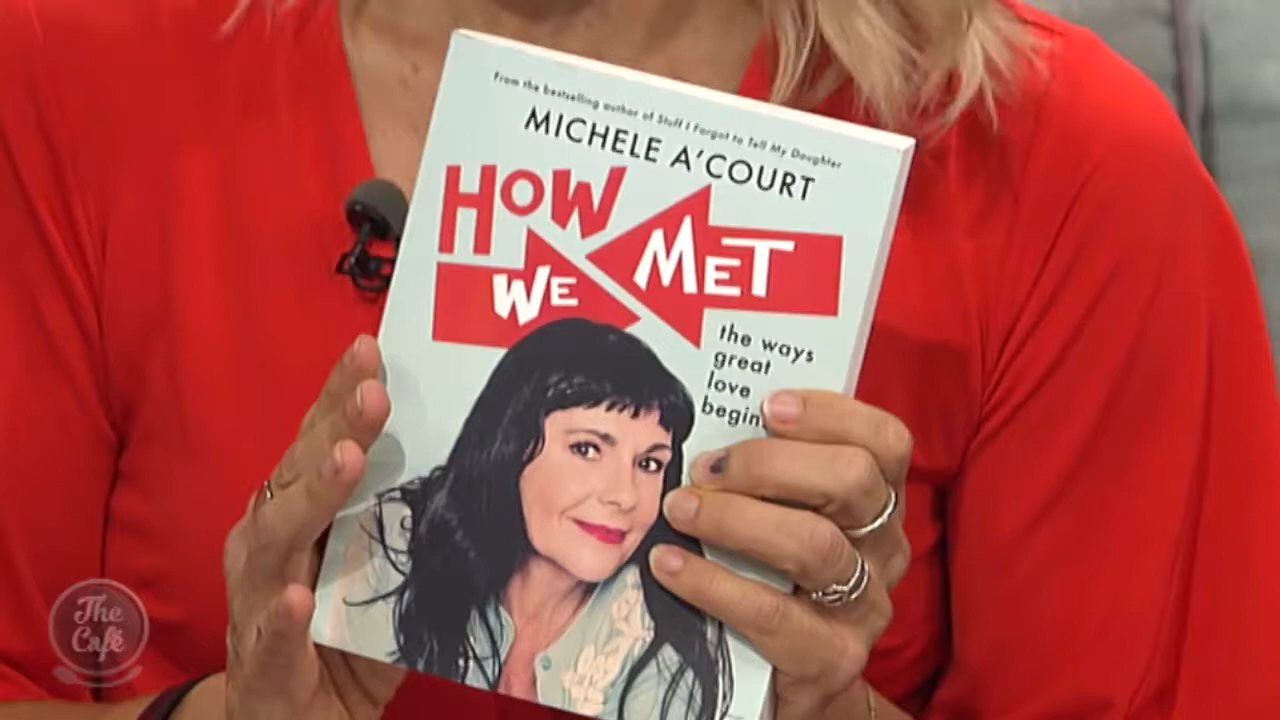 From the bestselling author of Stuff I Forgot to Tell My Daughter
MICHELE A'COURT
HOW
WE MET
the ways
great
love
begin
The
Café